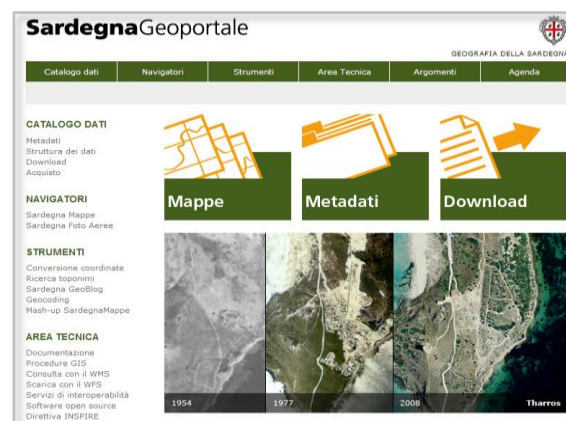 SardegnaGeoportale
GEOGRAFIA DELLA SARDEGNA
Catalogo dati Navigatori Strumenti Area Tecnica Argomenti Agenda
CATALOGO DATI
Metadati
Struttura dei dati
Download
Acquisto
NAVIGATORI
Sardegna Mappe
Sardegna Foto Aeree
STRUMENTI
Conversione coordinate
Ricerca toponimi
Sardegna GeoBlog
Geocoding
Mash-up SardegnaMappe
AREA TECNICA
Documentazione
Procedure GIS
Consulta con il WMS
Scarica con il WFS
Servizi di interoperabilità
Software open source
Direttiva INSPIRE
Mappe
Metadati
Download
1954 1977 2008 Tharros